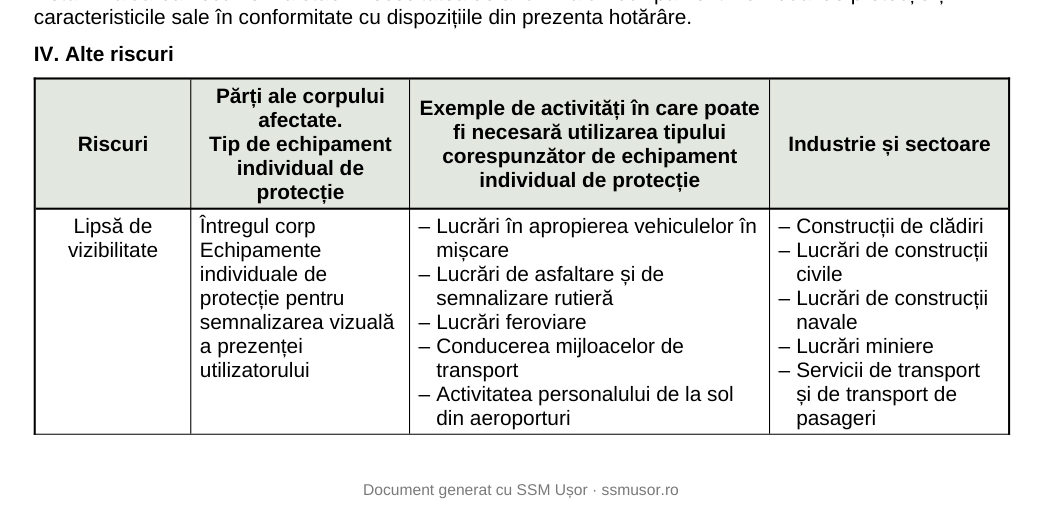 caracteristicile sale în conformitate cu dispozițiile din prezenta hotărâre.
IV. Alte riscuri
Riscuri
Părți ale corpului
afectate.
Tip de echipament
individual de
protecție
Exemple de activități în care poate
fi necesară utilizarea tipului
corespunzător de echipament
individual de protecție
Industrie și sectoare
Lipsă de
vizibilitate
Întregul corp
Echipamente
individuale de
protecție pentru
semnalizarea vizuală
a prezenței
utilizatorului
– Lucrări în apropierea vehiculelor în
mișcare
– Lucrări de asfaltare și de
semnalizare rutieră
– Lucrări feroviare
– Conducerea mijloacelor de
transport
– Activitatea personalului de la sol
din aeroporturi
– Construcții de clădiri
– Lucrări de construcții
civile
– Lucrări de construcții
navale
– Lucrări miniere
– Servicii de transport
și de transport de
pasageri
Document generat cu SSM Ușor · ssmusor.ro